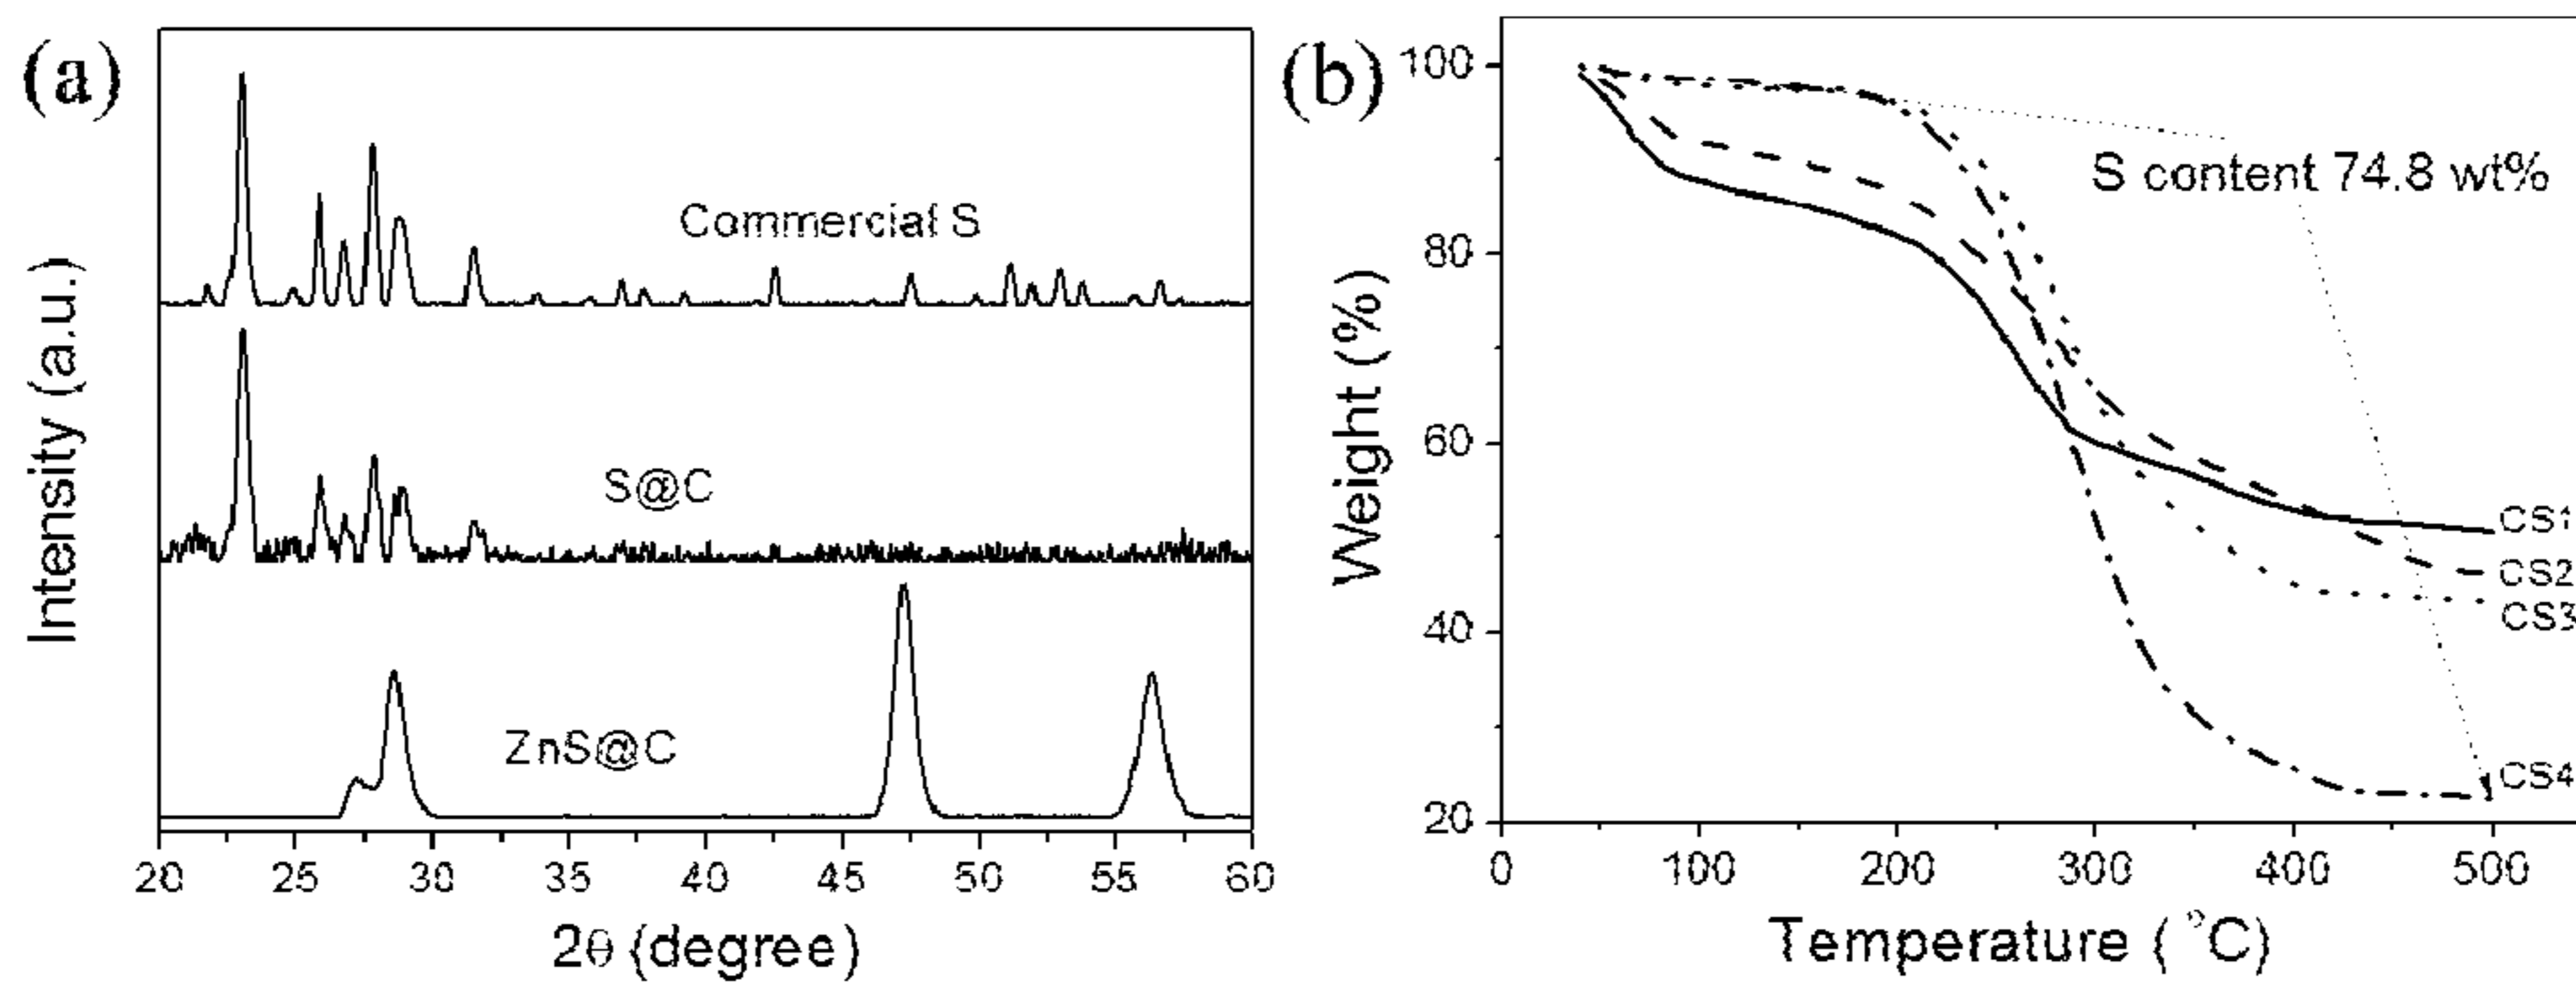 (a)
Intensity (a.u.)
Commercial S
S@C
ZnS@C
20 25 30 35 40 45 50 55 60
2θ (degree)
(b)
Weight (%)
100
80
60
40
20
S content 74.8 wt%
CS1
CS2
CS3
CS4
0 100 200 300 400 500
Temperature (°C)